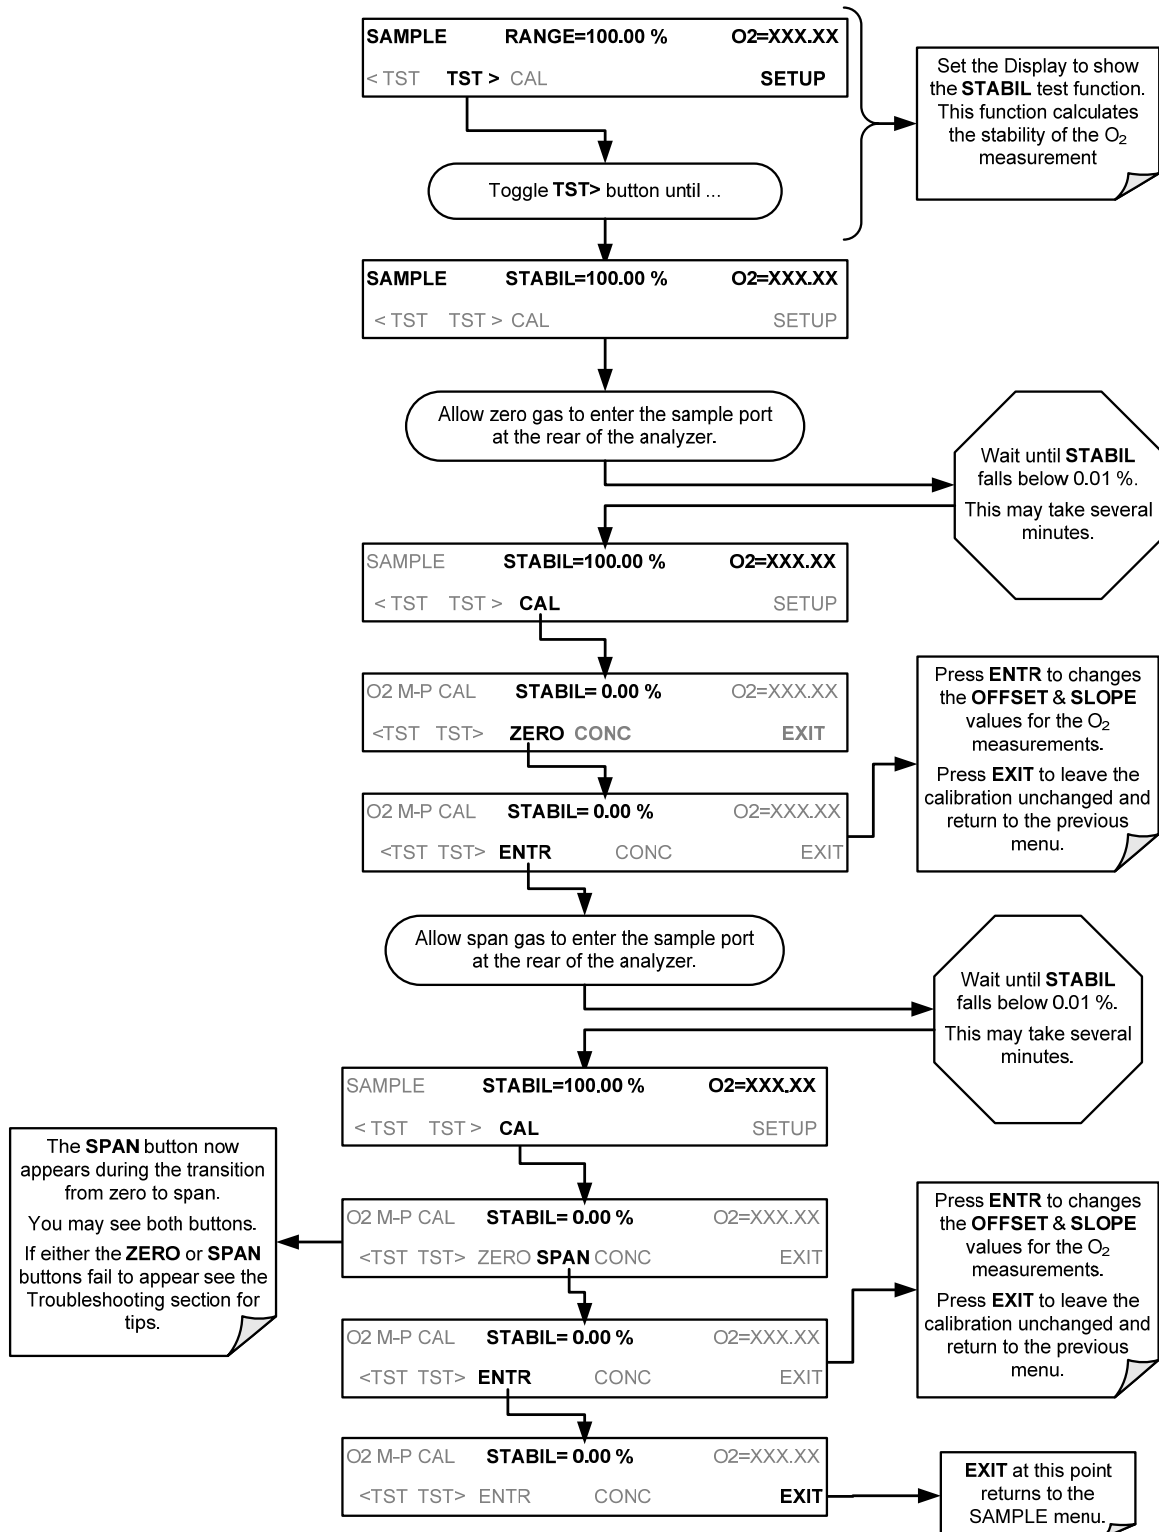 SAMPLE RANGE=100.00 % O2=XXX.XX
< TST TST > CAL SETUP
Set the Display to show
the STABIL test function.
This function calculates
the stability of the O₂
measurement
Toggle TST> button until ...
SAMPLE STABIL=100.00 % O2=XXX.XX
< TST TST > CAL SETUP
Allow zero gas to enter the sample port
at the rear of the analyzer.
Wait until STABIL
falls below 0.01 %.
This may take several
minutes.
SAMPLE STABIL=100.00 % O2=XXX.XX
< TST TST > CAL SETUP
O2 M-P CAL STABIL= 0.00 % O2=XXX.XX
<TST TST> ZERO CONC EXIT
O2 M-P CAL STABIL= 0.00 % O2=XXX.XX
<TST TST> ENTR CONC EXIT
Press ENTR to changes
the OFFSET & SLOPE
values for the O₂
measurements.
Press EXIT to leave the
calibration unchanged and
return to the previous
menu.
Allow span gas to enter the sample port
at the rear of the analyzer.
Wait until STABIL
falls below 0.01 %.
This may take several
minutes.
SAMPLE STABIL=100.00 % O2=XXX.XX
< TST TST > CAL SETUP
The SPAN button now
appears during the transition
from zero to span.
You may see both buttons.
If either the ZERO or SPAN
buttons fail to appear see the
Troubleshooting section for
tips.
O2 M-P CAL STABIL= 0.00 % O2=XXX.XX
<TST TST> ZERO SPAN CONC EXIT
O2 M-P CAL STABIL= 0.00 % O2=XXX.XX
<TST TST> ENTR CONC EXIT
Press ENTR to changes
the OFFSET & SLOPE
values for the O₂
measurements.
Press EXIT to leave the
calibration unchanged and
return to the previous
menu.
O2 M-P CAL STABIL= 0.00 % O2=XXX.XX
<TST TST> ENTR CONC EXIT
EXIT at this point
returns to the
SAMPLE menu.